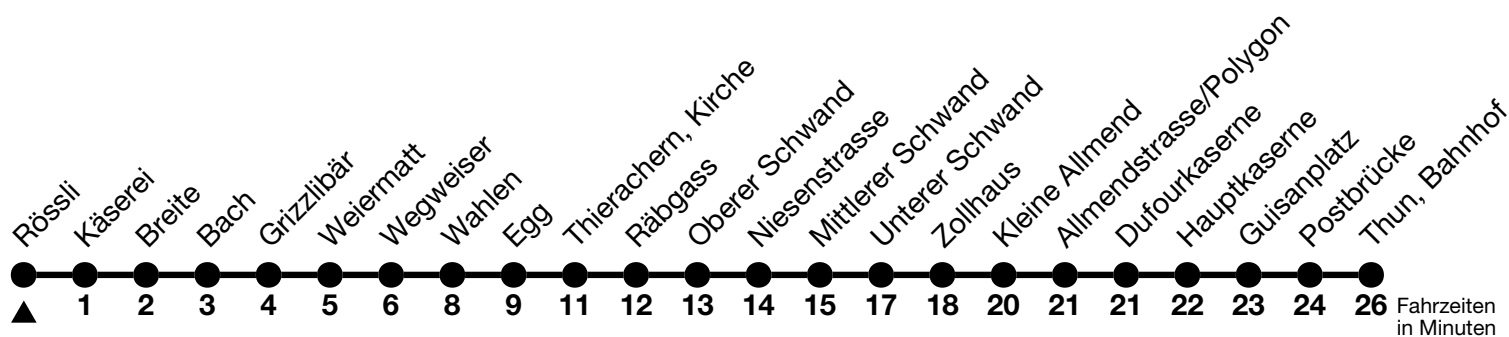 Rössli
Käserei
Breite
Bach
Grizzlibär
Weiermatt
Wegweiser
Wahlen
Egg
Thierachern, Kirche
Räbgass
Oberer Schwand
Niesenstrasse
Mittlerer Schwand
Unterer Schwand
Zollhaus
Kleine Allmend
Allmendstrasse/Polygon
Dufourkaserne
Hauptkaserne
Guisanplatz
Postbrücke
Thun, Bahnhof
1 2 3 4 5 6 8 9 11 12 13 14 15 17 18 20 21 21 22 23 24 26
Fahrzeiten
in Minuten